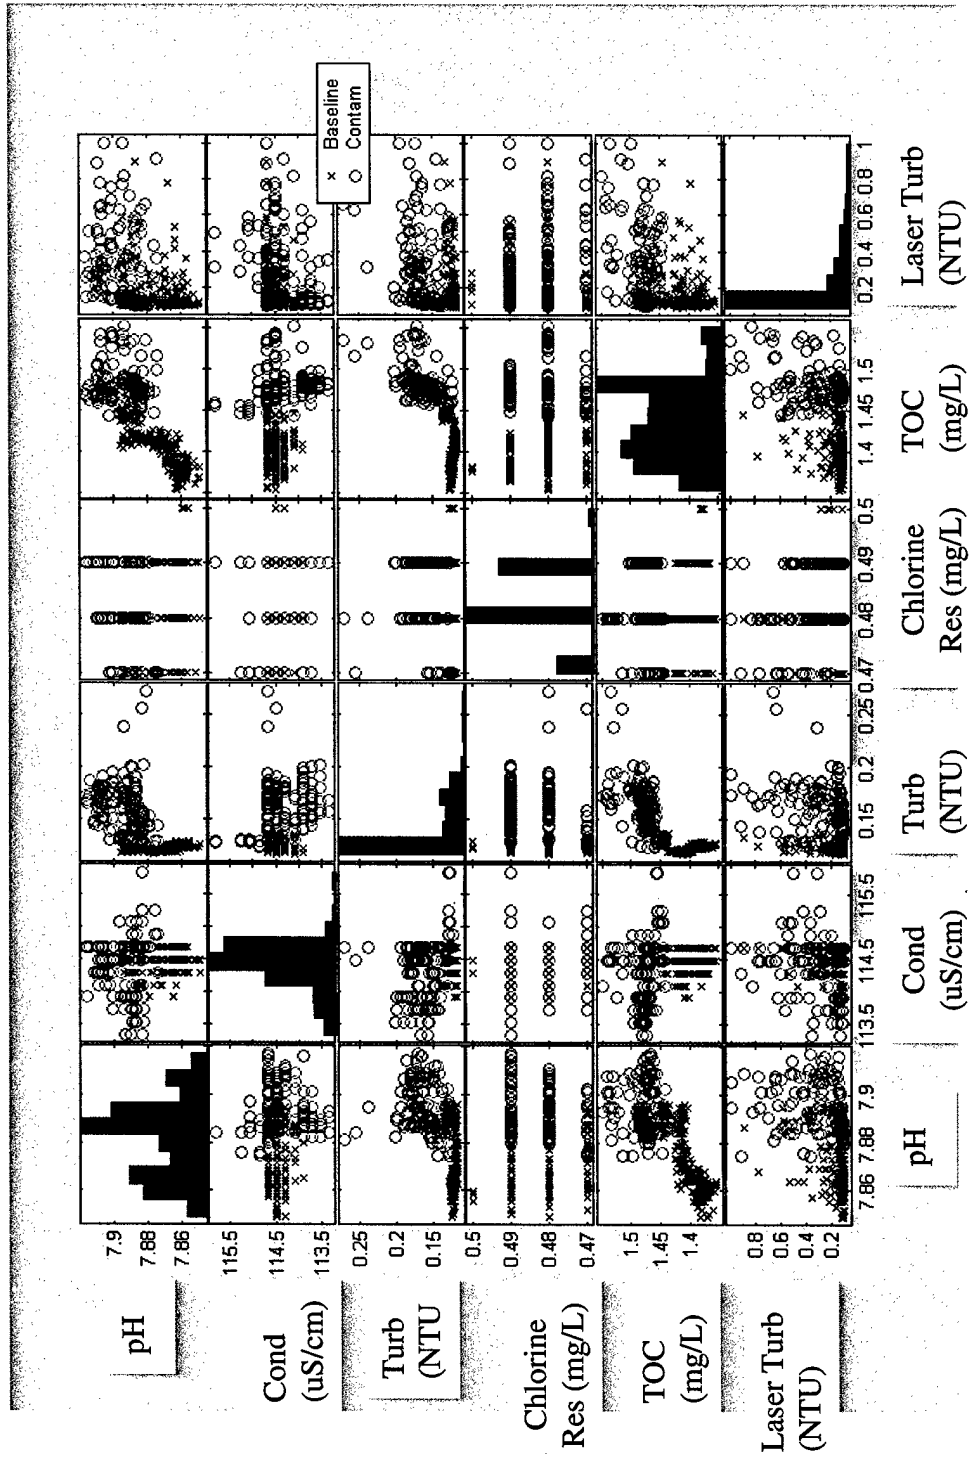 × Baseline
○ Contam
pH
7.9
7.88
7.86
Cond
(uS/cm)
115.5
114.5
113.5
Turb
(NTU)
0.25
0.2
0.15
Chlorine
Res (mg/L)
0.5
0.49
0.48
0.47
TOC
(mg/L)
1.5
1.45
1.4
Laser Turb
(NTU)
0.8
0.6
0.4
0.2
7.86
7.88
7.9
113.5
114.5
115.5
0.15
0.2
0.25
0.47
0.48
0.49
0.5
1.4
1.45
1.5
0.2
0.4
0.6
0.8
1
pH
Cond
(uS/cm)
Turb
(NTU)
Chlorine
Res (mg/L)
TOC
(mg/L)
Laser Turb
(NTU)